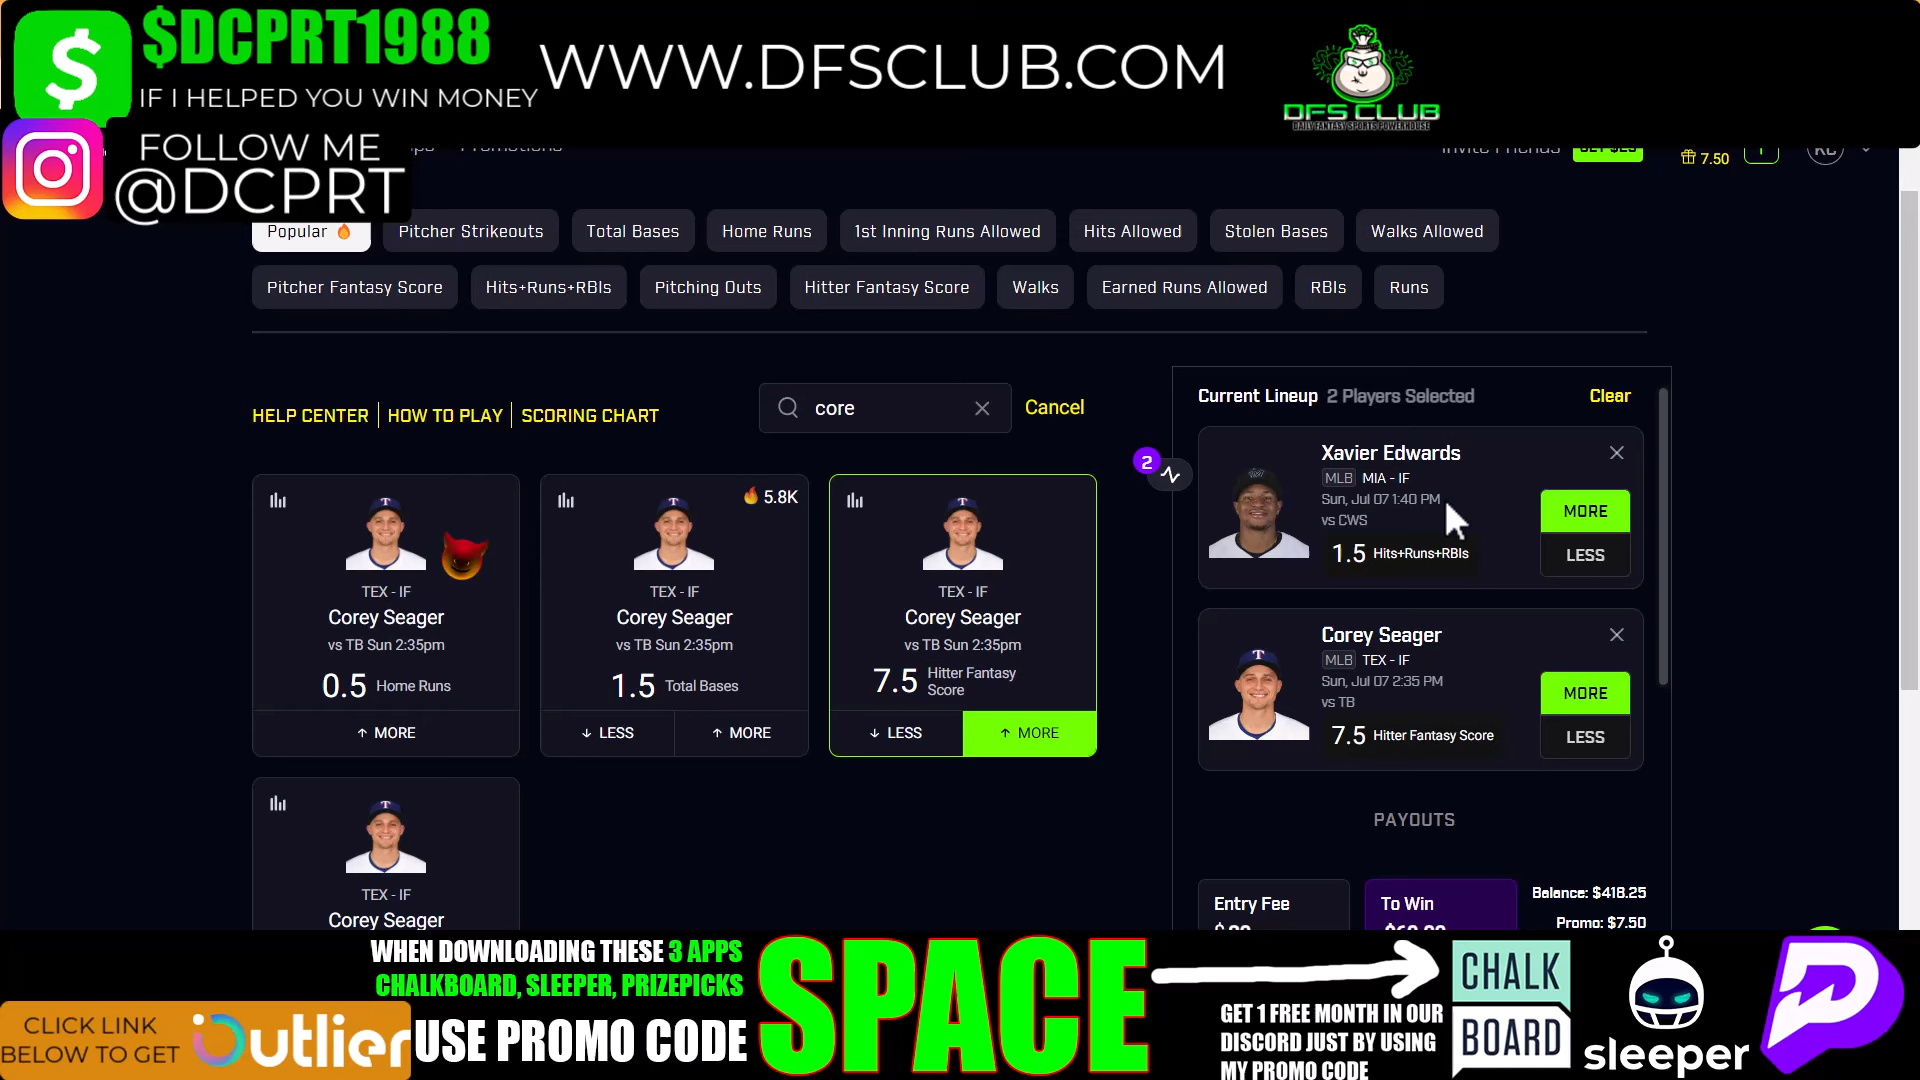 $DCPRT1988
IF I HELPED YOU WIN MONEY
WWW.DFSCLUB.COM
DFS CLUB
DAILY FANTASY SPORTS POWERHOUSE
FOLLOW ME
@DCPRT
Promotions
Invite Friends
GET $25
7.50
KC
Popular
Pitcher Strikeouts
Total Bases
Home Runs
1st Inning Runs Allowed
Hits Allowed
Stolen Bases
Walks Allowed
Pitcher Fantasy Score
Hits+Runs+RBIs
Pitching Outs
Hitter Fantasy Score
Walks
Earned Runs Allowed
RBIs
Runs
HELP CENTER
HOW TO PLAY
SCORING CHART
core
Cancel
TEX - IF
Corey Seager
vs TB Sun 2:35pm
0.5 Home Runs
MORE
5.8K
TEX - IF
Corey Seager
vs TB Sun 2:35pm
1.5 Total Bases
LESS
MORE
TEX - IF
Corey Seager
vs TB Sun 2:35pm
7.5 Hitter Fantasy
Score
LESS
MORE
TEX - IF
Corey Seager
Current Lineup 2 Players Selected
Clear
2
Xavier Edwards
MLB MIA - IF
Sun, Jul 07 1:40 PM
vs CWS
1.5 Hits+Runs+RBIs
MORE
LESS
Corey Seager
MLB TEX - IF
Sun, Jul 07 2:35 PM
vs TB
7.5 Hitter Fantasy Score
MORE
LESS
PAYOUTS
Entry Fee
To Win
Balance: $418.25
Promo: $7.50
WHEN DOWNLOADING THESE 3 APPS
CHALKBOARD, SLEEPER, PRIZEPICKS
USE PROMO CODE
SPACE
CLICK LINK
BELOW TO GET
Outlier
GET 1 FREE MONTH IN OUR
DISCORD JUST BY USING
MY PROMO CODE
CHALK
BOARD
sleeper